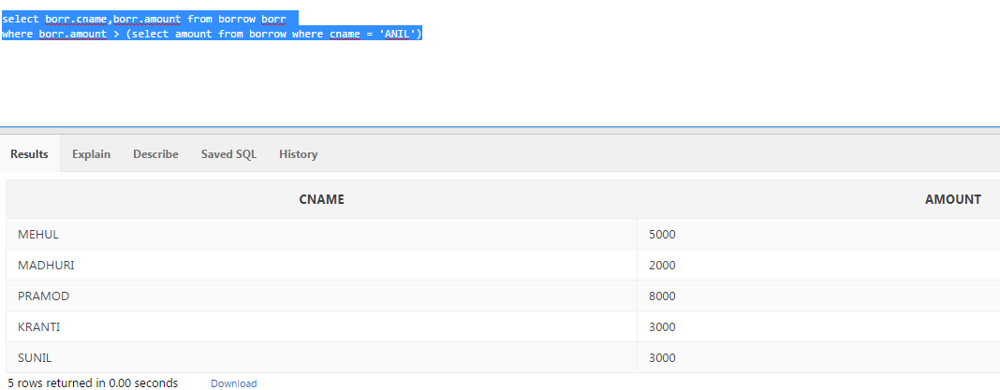 select borr.cname,borr.amount from borrow borr
where borr.amount > (select amount from borrow where cname = 'ANIL')
Results Explain Describe Saved SQL History
CNAME AMOUNT
MEHUL 5000
MADHURI 2000
PRAMOD 8000
KRANTI 3000
SUNIL 3000
5 rows returned in 0.00 seconds Download